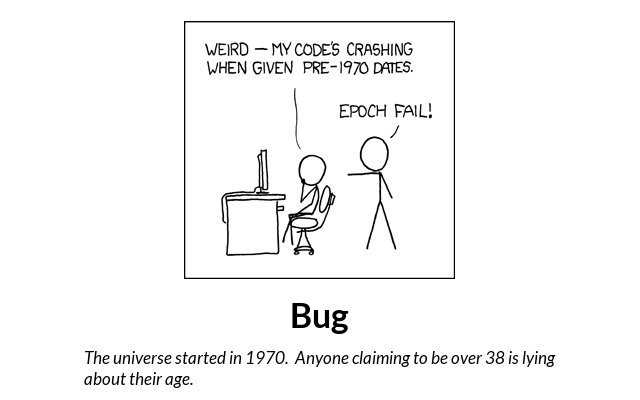 WEIRD — MY CODE'S CRASHING
WHEN GIVEN PRE-1970 DATES.
EPOCH FAIL!
Bug
The universe started in 1970.  Anyone claiming to be over 38 is lying
about their age.